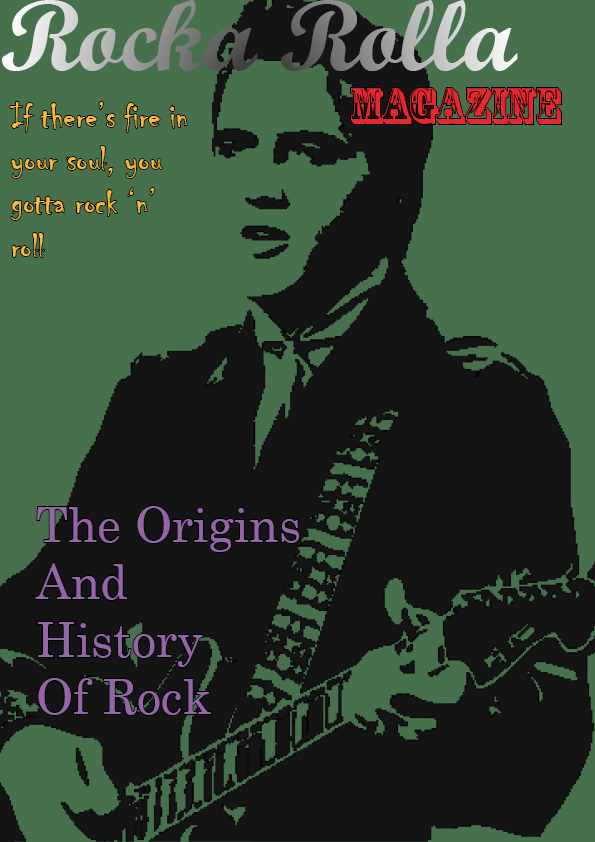 Rocka Rolla
MAGAZINE
If there’s fire in
your soul, you
gotta rock ‘n’
roll
The Origins
And
History
Of Rock